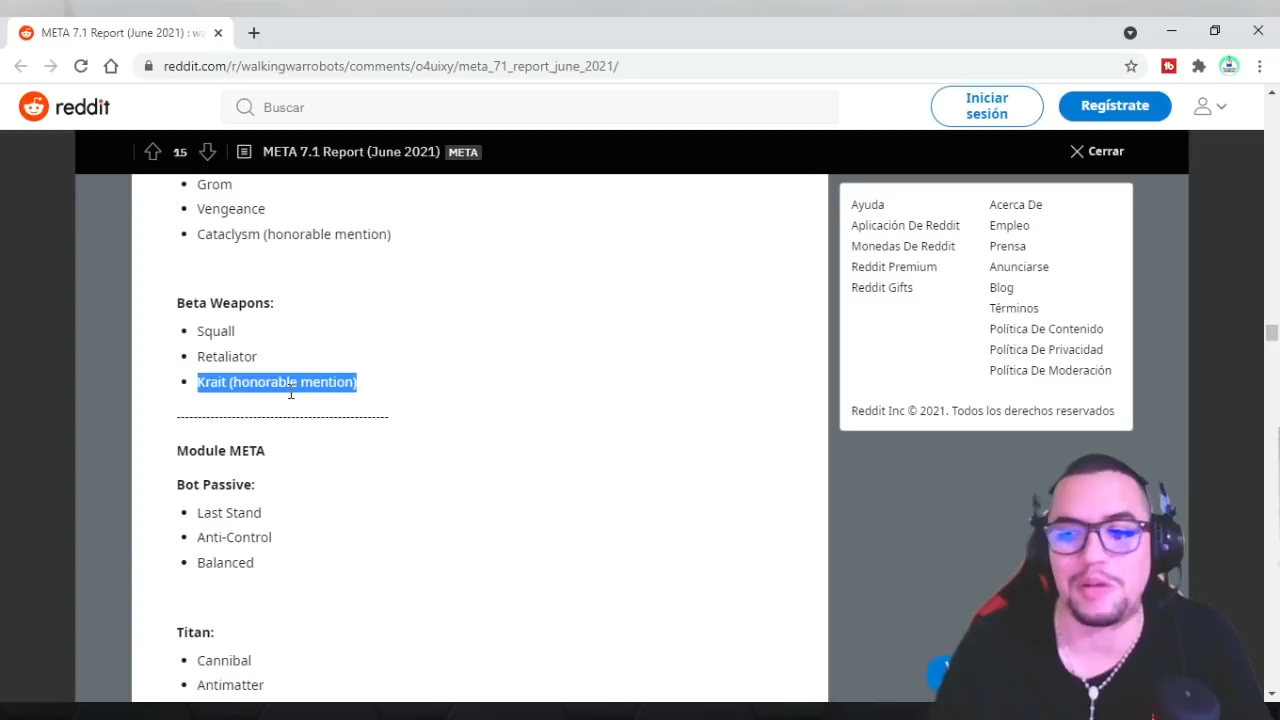 META 7.1 Report (June 2021) : wa
reddit.com/r/walkingwarrobots/comments/o4uixy/meta_71_report_june_2021/
reddit
Buscar
Iniciar
sesión
Regístrate
15
META 7.1 Report (June 2021) META
Cerrar
Grom
Vengeance
Cataclysm (honorable mention)
Beta Weapons:
Squall
Retaliator
Krait (honorable mention)
------------------------------------------------
Module META
Bot Passive:
Last Stand
Anti-Control
Balanced
Titan:
Cannibal
Antimatter
Ayuda
Aplicación De Reddit
Monedas De Reddit
Reddit Premium
Reddit Gifts
Acerca De
Empleo
Prensa
Anunciarse
Blog
Términos
Política De Contenido
Política De Privacidad
Política De Moderación
Reddit Inc © 2021. Todos los derechos reservados